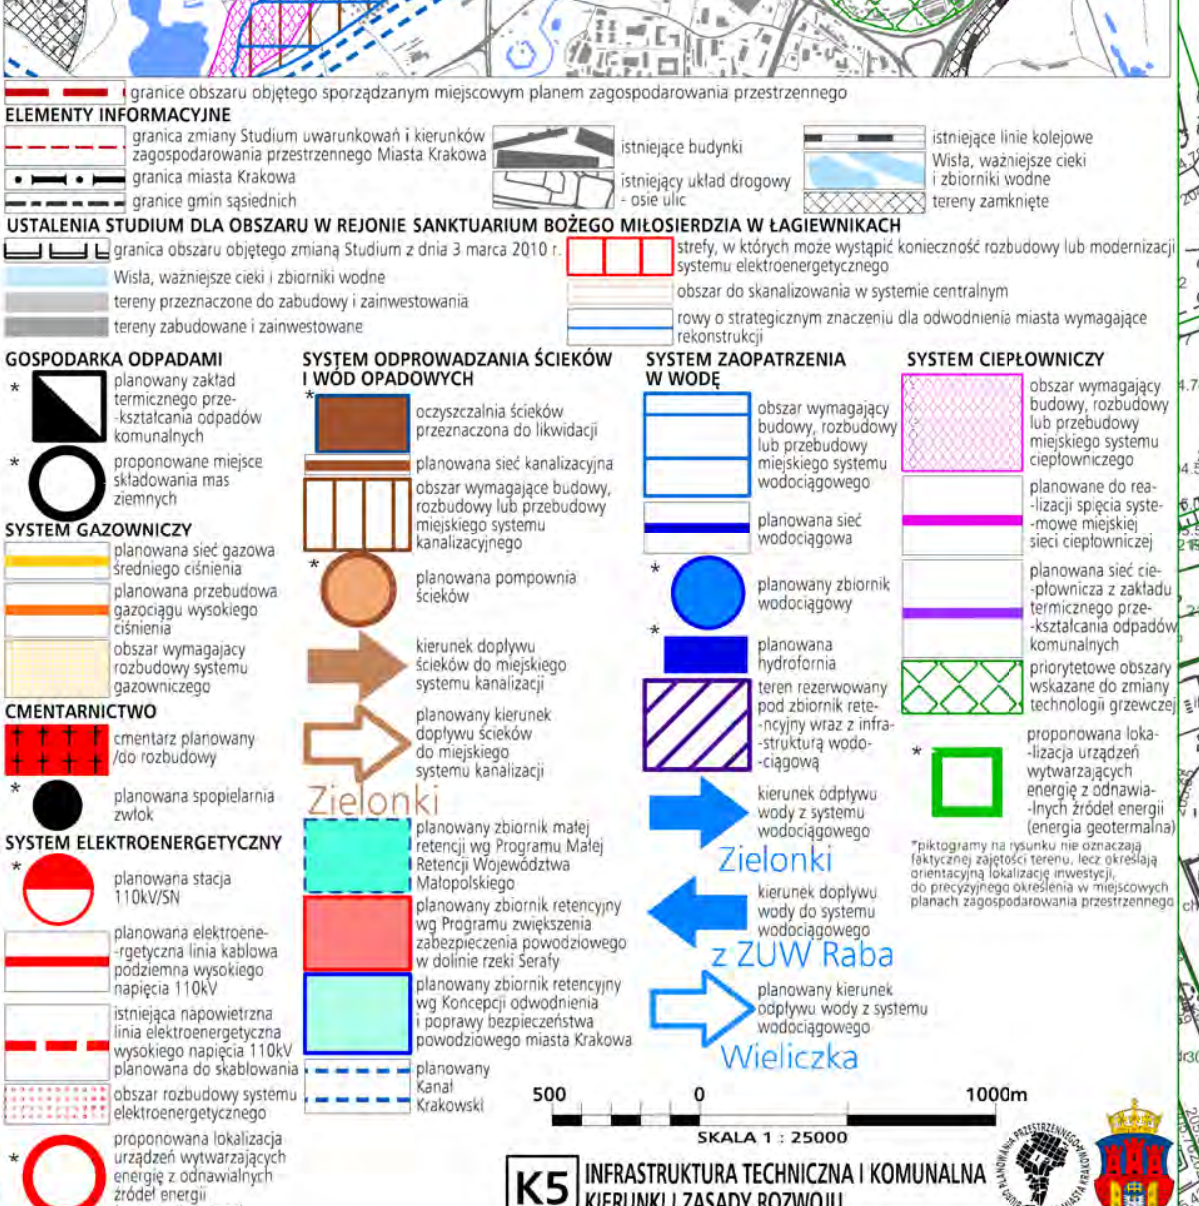 granice obszaru objętego sporządzanym miejscowym planem zagospodarowania przestrzennego
ELEMENTY INFORMACYJNE
granica zmiany Studium uwarunkowań i kierunków
zagospodarowania przestrzennego Miasta Krakowa
granica miasta Krakowa
granice gmin sąsiednich
istniejące budynki
istniejący układ drogowy
- osie ulic
istniejące linie kolejowe
Wisła, ważniejsze cieki
i zbiorniki wodne
tereny zamknięte
USTALENIA STUDIUM DLA OBSZARU W REJONIE SANKTUARIUM BOŻEGO MIŁOSIERDZIA W ŁAGIEWNIKACH
granica obszaru objętego zmianą Studium z dnia 3 marca 2010 r.
Wisła, ważniejsze cieki i zbiorniki wodne
tereny przeznaczone do zabudowy i zainwestowania
tereny zabudowane i zainwestowane
strefy, w których może wystąpić konieczność rozbudowy lub modernizacji
systemu elektroenergetycznego
obszar do skanalizowania w systemie centralnym
rowy o strategicznym znaczeniu dla odwodnienia miasta wymagające
rekonstrukcji
GOSPODARKA ODPADAMI
* planowany zakład
termicznego prze-
-kształcania odpadów
komunalnych
* proponowane miejsce
składowania mas
ziemnych
SYSTEM GAZOWNICZY
planowana sieć gazowa
średniego ciśnienia
planowana przebudowa
gazociągu wysokiego
ciśnienia
obszar wymagajacy
rozbudowy systemu
gazowniczego
CMENTARNICTWO
cmentarz planowany
/do rozbudowy
* planowana spopielarnia
zwłok
SYSTEM ELEKTROENERGETYCZNY
* planowana stacja
110kV/SN
planowana elektroene-
-rgetyczna linia kablowa
podziemna wysokiego
napięcia 110kV
istniejąca napowietrzna
linia elektroenergetyczna
wysokiego napięcia 110kV
planowana do skablowania
obszar rozbudowy systemu
elektroenergetycznego
* proponowana lokalizacja
urządzeń wytwarzających
energię z odnawialnych
źródeł energii
SYSTEM ODPROWADZANIA ŚCIEKÓW
I WÓD OPADOWYCH
* oczyszczalnia ścieków
przeznaczona do likwidacji
planowana sieć kanalizacyjna
obszar wymagające budowy,
rozbudowy lub przebudowy
miejskiego systemu
kanalizacyjnego
* planowana pompownia
ścieków
kierunek dopływu
ścieków do miejskiego
systemu kanalizacji
planowany kierunek
dopływu ścieków
do miejskiego
systemu kanalizacji
Zielonki
planowany zbiornik małej
retencji wg Programu Małej
Retencji Województwa
Małopolskiego
planowany zbiornik retencyjny
wg Programu zwiększenia
zabezpieczenia powodziowego
w dolinie rzeki Serafy
planowany zbiornik retencyjny
wg Koncepcji odwodnienia
i poprawy bezpieczeństwa
powodziowego miasta Krakowa
planowany
Kanał
Krakowski
SYSTEM ZAOPATRZENIA
W WODĘ
obszar wymagający
budowy, rozbudowy
lub przebudowy
miejskiego systemu
wodociągowego
planowana sieć
wodociągowa
* planowany zbiornik
wodociągowy
* planowana
hydrofornia
teren rezerwowany
pod zbiornik rete-
-ncyjny wraz z infra-
-strukturą wodo-
-ciągową
kierunek odpływu
wody z systemu
wodociągowego
Zielonki
kierunek dopływu
wody do systemu
wodociągowego
z ZUW Raba
planowany kierunek
odpływu wody z systemu
wodociągowego
Wieliczka
SYSTEM CIEPŁOWNICZY
obszar wymagający
budowy, rozbudowy
lub przebudowy
miejskiego systemu
ciepłowniczego
planowane do rea-
-lizacji spięcia syste-
-mowe miejskiej
sieci ciepłowniczej
planowana sieć cie-
-płownicza z zakładu
termicznego prze-
-kształcania odpadów
komunalnych
priorytetowe obszary
wskazane do zmiany
technologii grzewczej
* proponowana loka-
-lizacja urządzeń
wytwarzających
energię z odnawia-
-lnych źródeł energii
(energia geotermalna)
*piktogramy na rysunku nie oznaczają
faktycznej zajętości terenu, lecz określają
orientacyjną lokalizację inwestycji,
do precyzyjnego określenia w miejscowych
planach zagospodarowania przestrzennego
500 0 1000m
SKALA 1 : 25000
K5 INFRASTRUKTURA TECHNICZNA I KOMUNALNA
KIERUNKI I ZASADY ROZWOJU